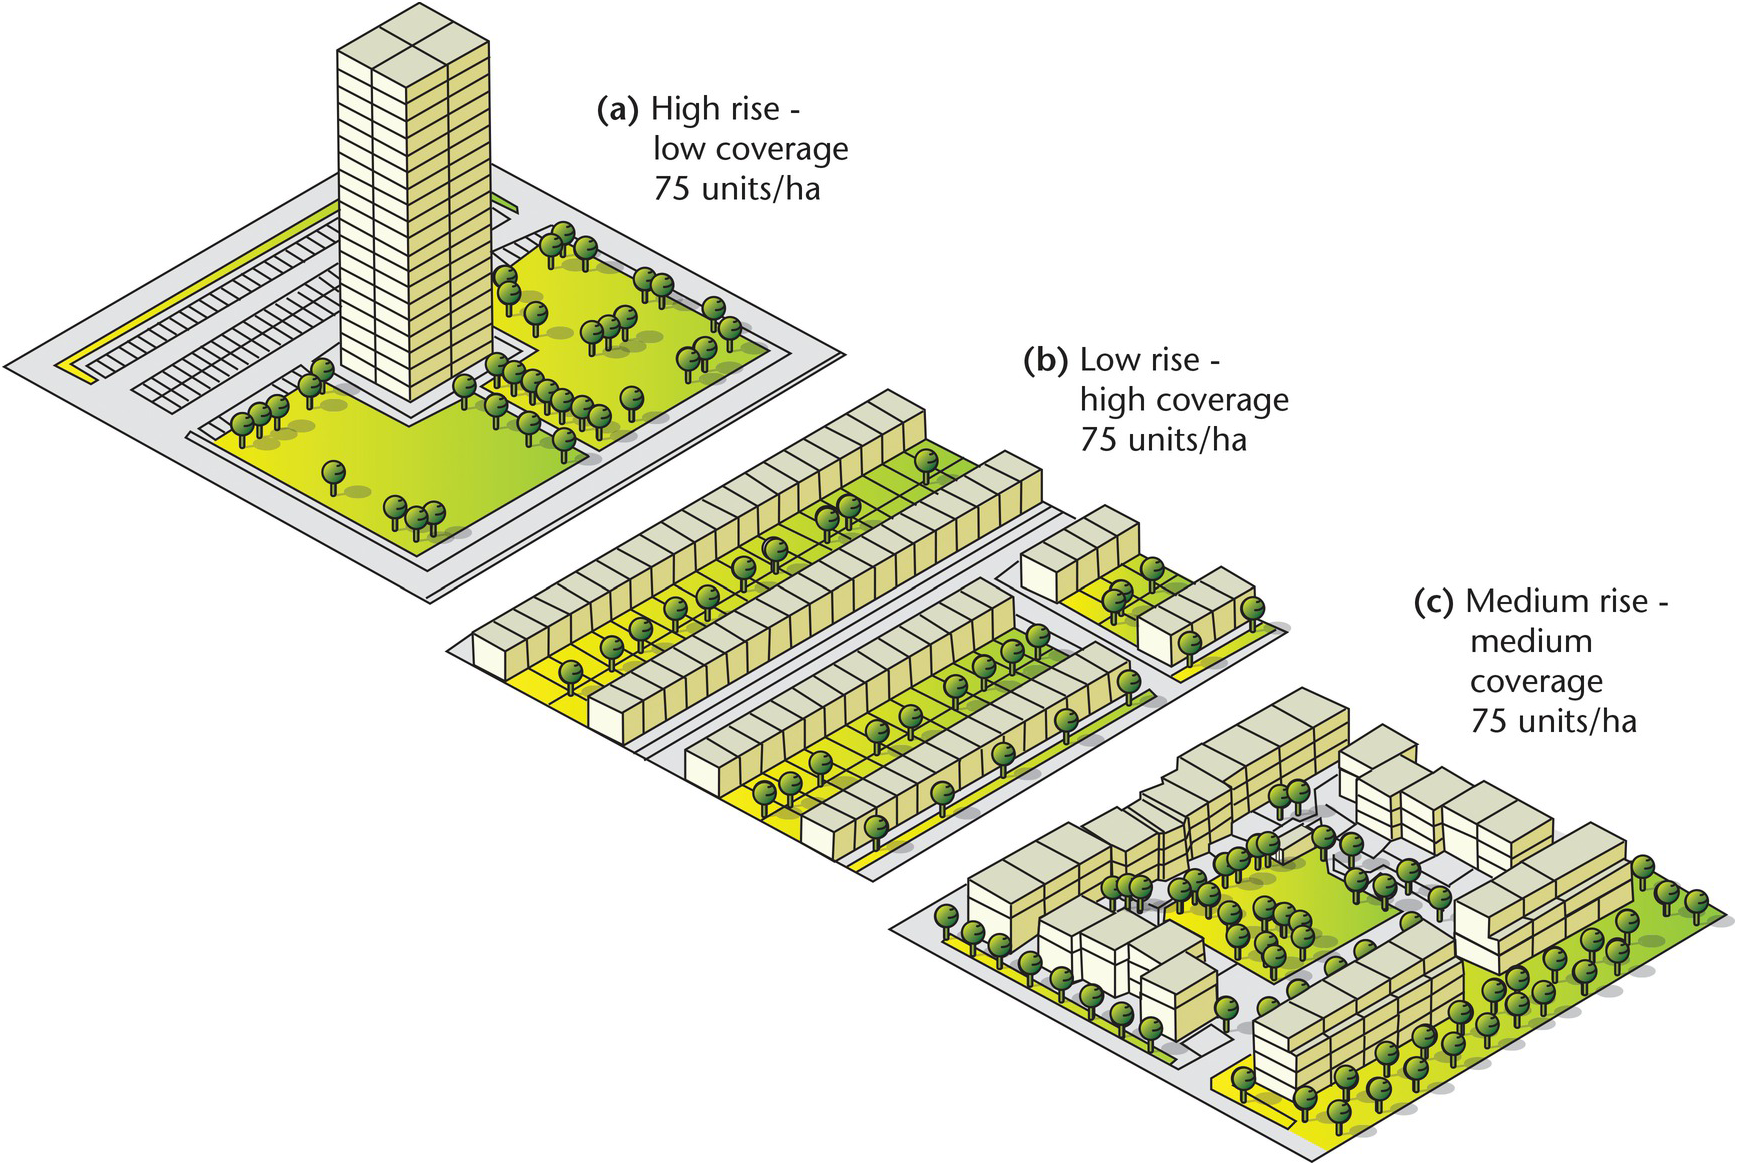 (a) High rise -
low coverage
75 units/ha
(b) Low rise -
high coverage
75 units/ha
(c) Medium rise -
medium
coverage
75 units/ha